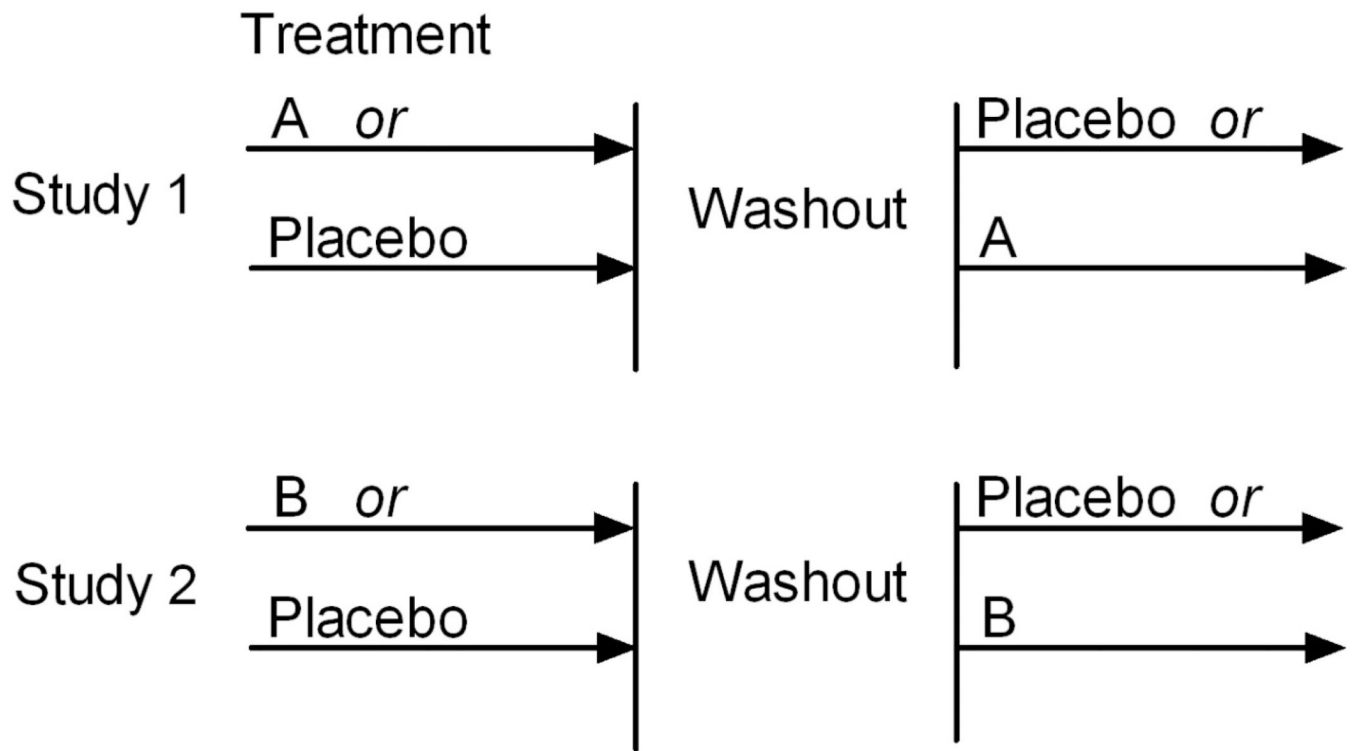 Treatment
A or
Placebo or
Study 1
Washout
Placebo
A
B or
Placebo or
Study 2
Washout
Placebo
B